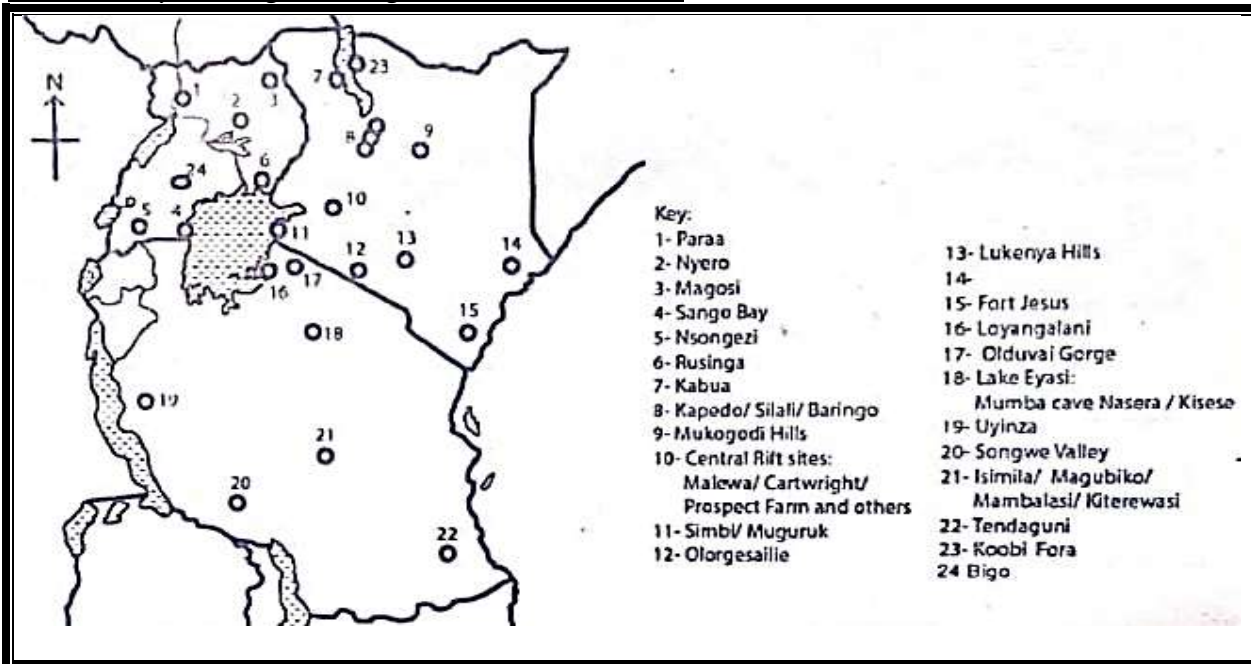 N
1
2
3
7
23
8
9
24
6
5
4
10
11
12
13
14
16
17
15
18
19
21
20
22
Key:
1- Paraa
2- Nyero
3- Magosi
4- Sango Bay
5- Nsongezi
6- Rusinga
7- Kabua
8- Kapedo/ Silali/ Baringo
9- Mukogodi Hills
10- Central Rift sites:
Malewa/ Cartwright/
Prospect Farm and others
11- Simbi/ Muguruk
12- Olorgesailie
13- Lukenya Hills
14-
15- Fort Jesus
16- Loyangalani
17- Olduvai Gorge
18- Lake Eyasi:
Mumba cave Nasera / Kisese
19- Uyinza
20- Songwe Valley
21- Isimila/ Magubiko/
Mambalasi/ Kiterewasi
22- Tendaguni
23- Koobi Fora
24 Bigo